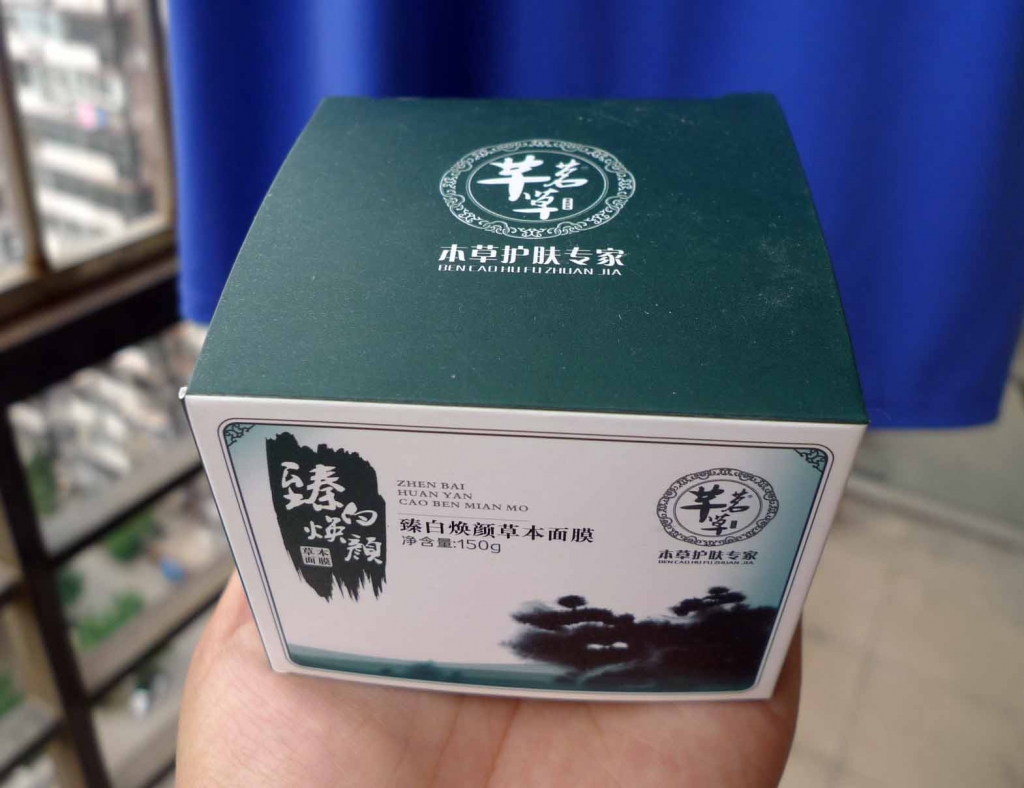 芊茗草
本草护肤专家
BEN CAO HU FU ZHUAN JIA
臻白焕颜
草本面膜
ZHEN BAI
HUAN YAN
CAO BEN MIAN MO
臻白焕颜草本面膜
净含量:150g
芊茗草
本草护肤专家
BEN CAO HU FU ZHUAN JIA